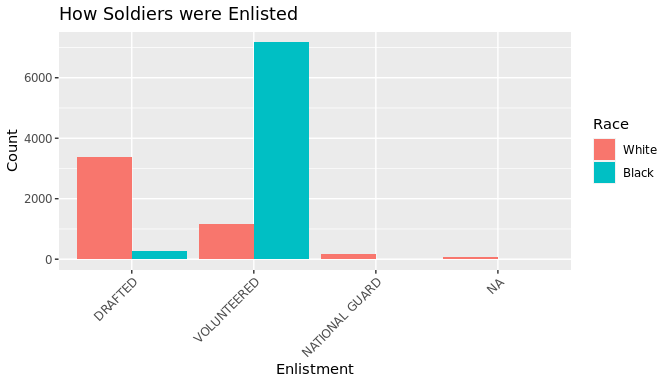 How Soldiers were Enlisted
Count
6000
4000
2000
0
DRAFTED
VOLUNTEERED
NATIONAL GUARD
NA
Enlistment
Race
White
Black